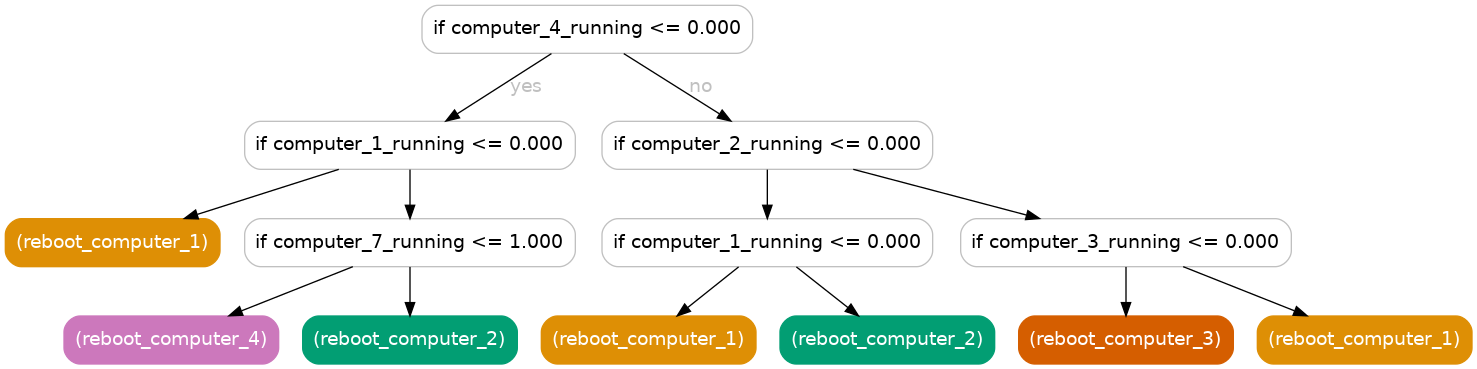 if computer_4_running <= 0.000
yes
no
if computer_1_running <= 0.000
if computer_2_running <= 0.000
(reboot_computer_1)
if computer_7_running <= 1.000
if computer_1_running <= 0.000
if computer_3_running <= 0.000
(reboot_computer_4)
(reboot_computer_2)
(reboot_computer_1)
(reboot_computer_2)
(reboot_computer_3)
(reboot_computer_1)